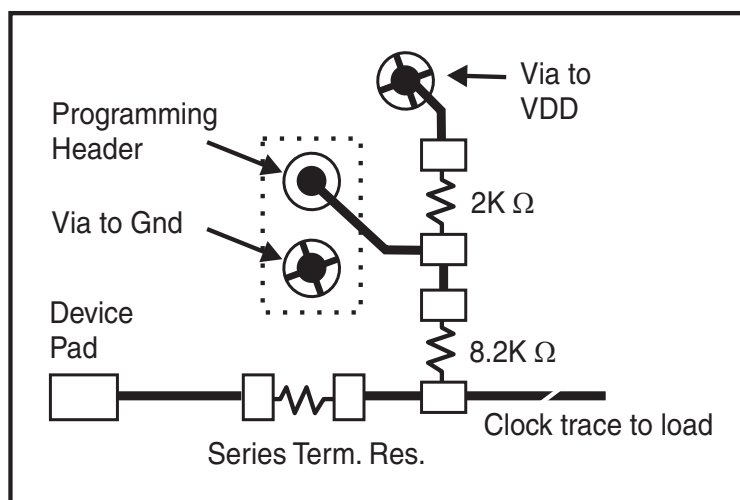 Via to
VDD
Programming
Header
2K Ω
Via to Gnd
Device
Pad
8.2K Ω
Clock trace to load
Series Term. Res.